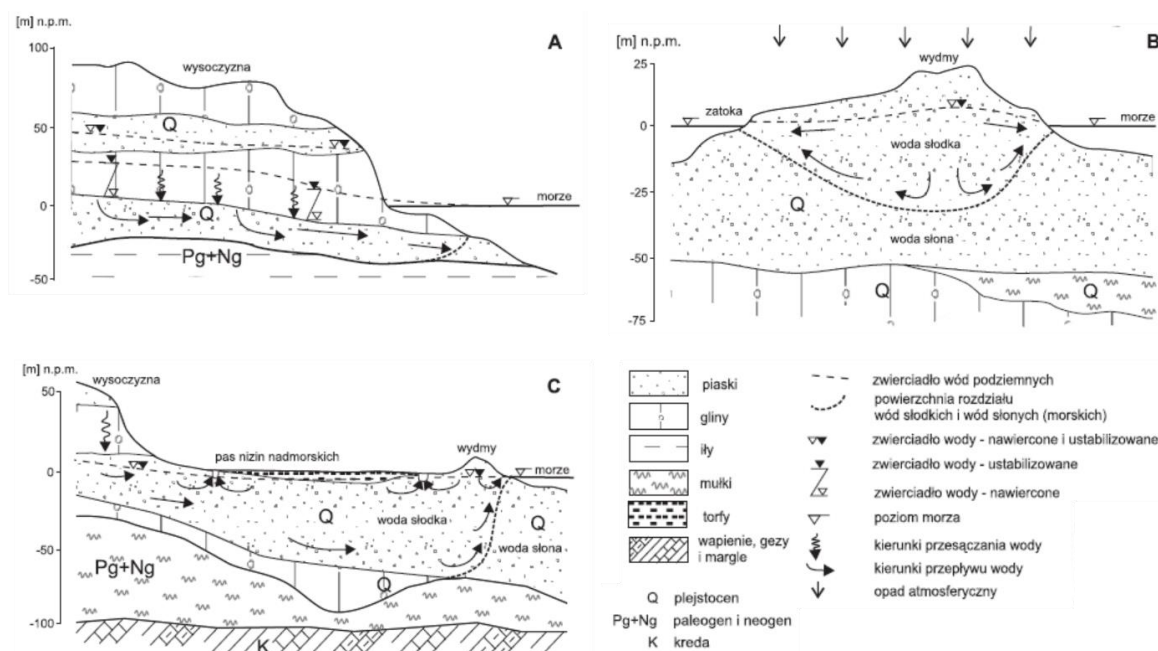 [m] n.p.m.
A
100
wysoczyzna
Q
50
morze
0
Q
Pg+Ng
-50
[m] n.p.m.
B
25
wydmy
zatoka
morze
0
woda słodka
-25
Q
woda słona
-50
Q
Q
-75
[m] n.p.m.
wysoczyzna
C
50
wydmy
pas nizin nadmorskich
morze
0
Q
Q
woda słodka
woda słona
-50
Pg+Ng
Q
-100
K
piaski
gliny
iły
mułki
torfy
wapienie, gezy
i margle
Q plejstocen
Pg+Ng paleogen i neogen
K kreda
zwierciadło wód podziemnych
powierzchnia rozdziału
wód słodkich i wód słonych (morskich)
zwierciadło wody - nawiercone i ustabilizowane
zwierciadło wody - ustabilizowane
zwierciadło wody - nawiercone
poziom morza
kierunki przesączania wody
kierunki przepływu wody
opad atmosferyczny